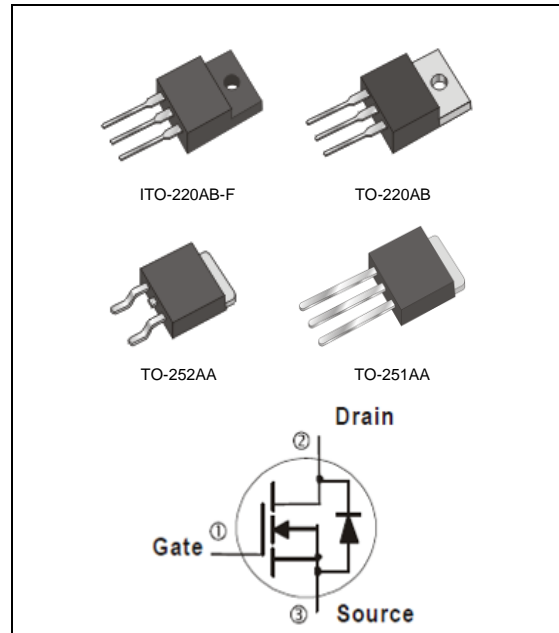 ITO-220AB-F TO-220AB
TO-252AA TO-251AA
Drain
②
①
Gate
③ Source